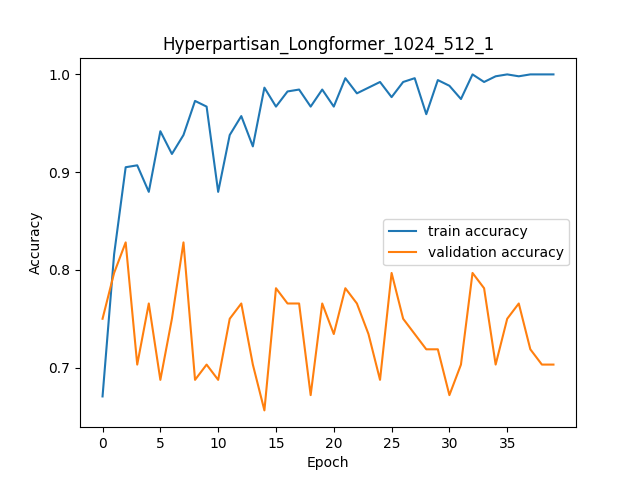 Hyperpartisan_Longformer_1024_512_1
Accuracy
1.0
0.9
0.8
0.7
train accuracy
validation accuracy
0 5 10 15 20 25 30 35
Epoch